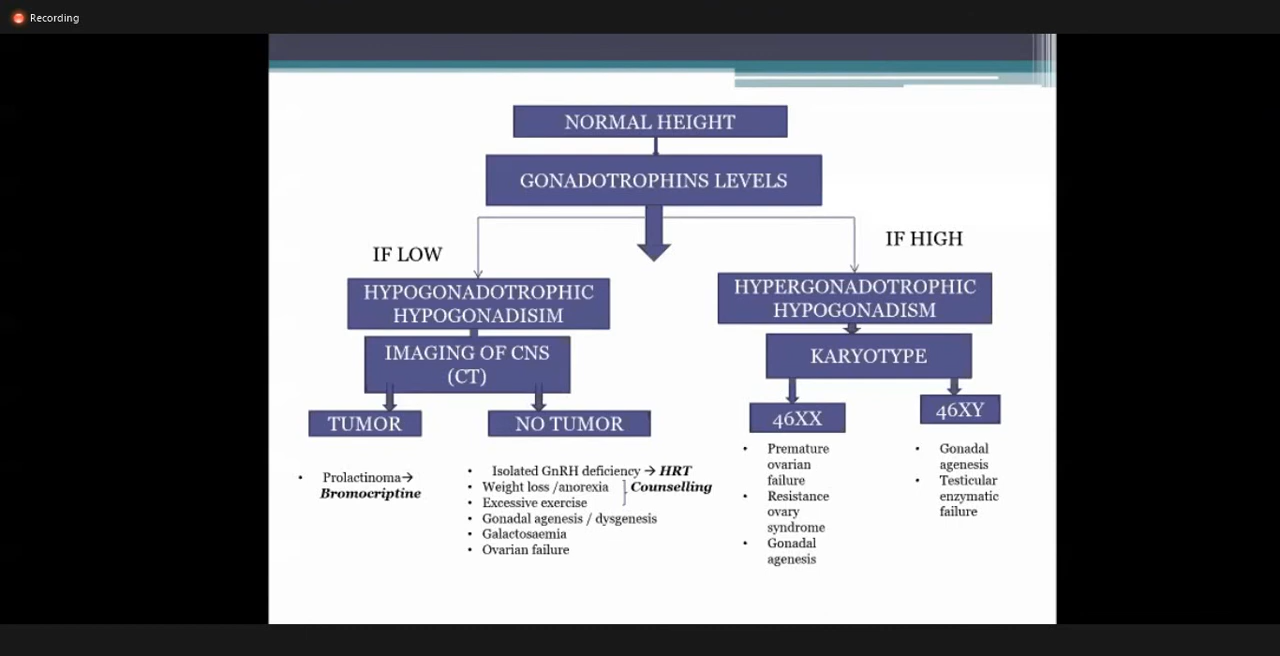 Recording
NORMAL HEIGHT
GONADOTROPHINS LEVELS
IF LOW
IF HIGH
HYPOGONADOTROPHIC
HYPOGONADISIM
HYPERGONADOTROPHIC
HYPOGONADISM
IMAGING OF CNS
(CT)
KARYOTYPE
TUMOR
NO TUMOR
46XX
46XY
• Prolactinoma→
Bromocriptine
• Isolated GnRH deficiency → HRT
• Weight loss /anorexia
Counselling
• Excessive exercise
• Gonadal agenesis / dysgenesis
• Galactosaemia
• Ovarian failure
• Premature
ovarian
failure
• Resistance
ovary
syndrome
• Gonadal
agenesis
• Gonadal
agenesis
• Testicular
enzymatic
failure